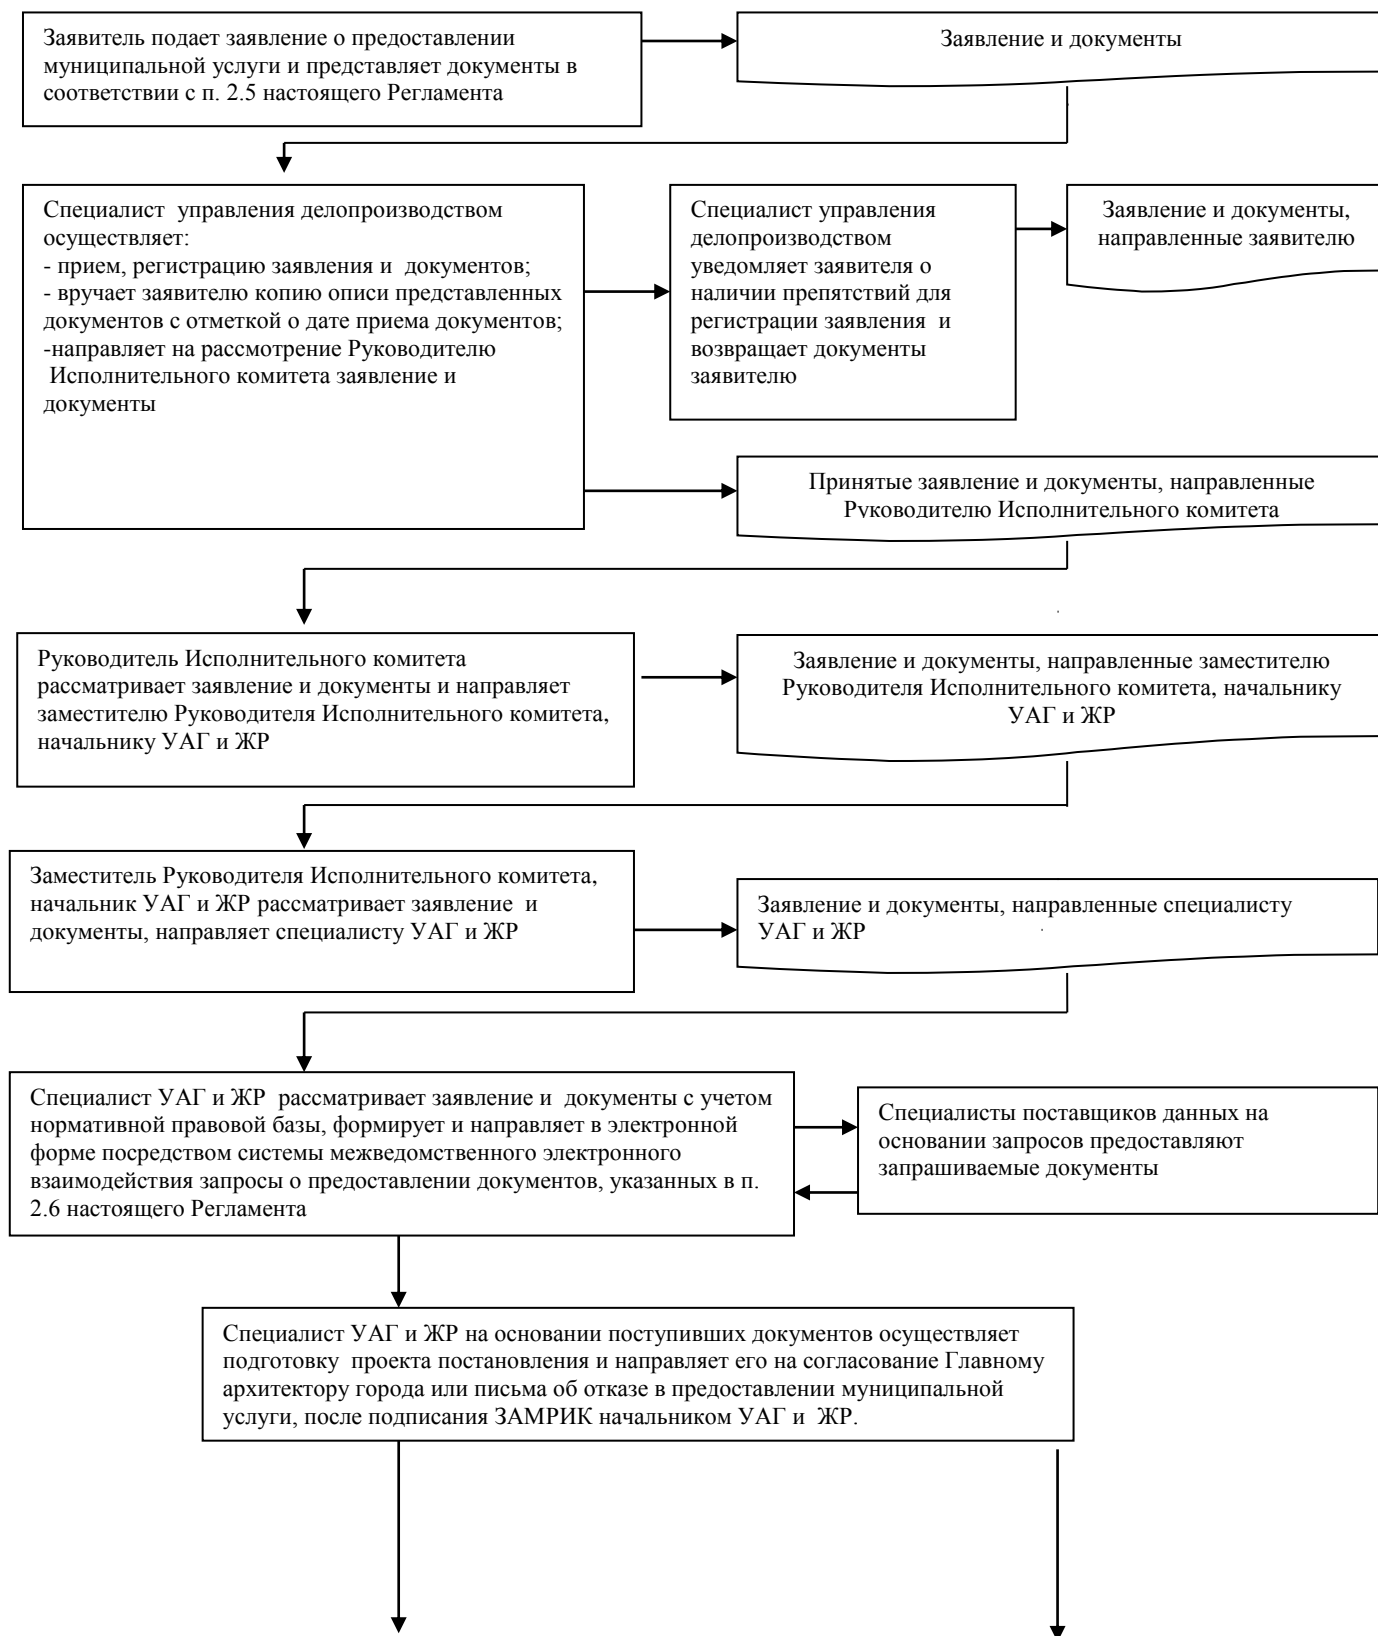 Заявитель подает заявление о предоставлении
муниципальной услуги и представляет документы в
соответствии с п. 2.5 настоящего Регламента
Заявление и документы
Специалист управления делопроизводством
осуществляет:
- прием, регистрацию заявления и документов;
- вручает заявителю копию описи представленных
документов с отметкой о дате приема документов;
-направляет на рассмотрение Руководителю
Исполнительного комитета заявление и
документы
Специалист управления
делопроизводством
уведомляет заявителя о
наличии препятствий для
регистрации заявления и
возвращает документы
заявителю
Заявление и документы,
направленные заявителю
Принятые заявление и документы, направленные
Руководителю Исполнительного комитета
Руководитель Исполнительного комитета
рассматривает заявление и документы и направляет
заместителю Руководителя Исполнительного комитета,
начальнику УАГ и ЖР
Заявление и документы, направленные заместителю
Руководителя Исполнительного комитета, начальнику
УАГ и ЖР
Заместитель Руководителя Исполнительного комитета,
начальник УАГ и ЖР рассматривает заявление и
документы, направляет специалисту УАГ и ЖР
Заявление и документы, направленные специалисту
УАГ и ЖР
Специалист УАГ и ЖР рассматривает заявление и документы с учетом
нормативной правовой базы, формирует и направляет в электронной
форме посредством системы межведомственного электронного
взаимодействия запросы о предоставлении документов, указанных в п.
2.6 настоящего Регламента
Специалисты поставщиков данных на
основании запросов предоставляют
запрашиваемые документы
Специалист УАГ и ЖР на основании поступивших документов осуществляет
подготовку проекта постановления и направляет его на согласование Главному
архитектору города или письма об отказе в предоставлении муниципальной
услуги, после подписания ЗАМРИК начальником УАГ и ЖР.